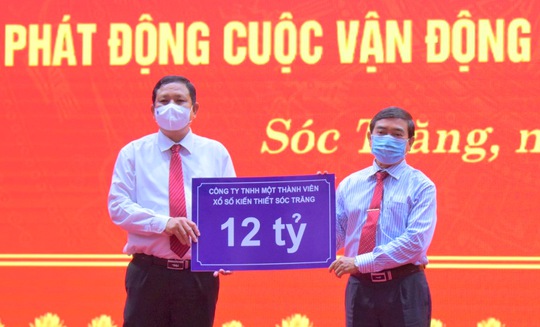 PHÁT ĐỘNG CUỘC VẬN ĐỘNG
Sóc Trăng, n
CÔNG TY TNHH MỘT THÀNH VIÊN
XỔ SỐ KIẾN THIẾT SÓC TRĂNG
12 tỷ